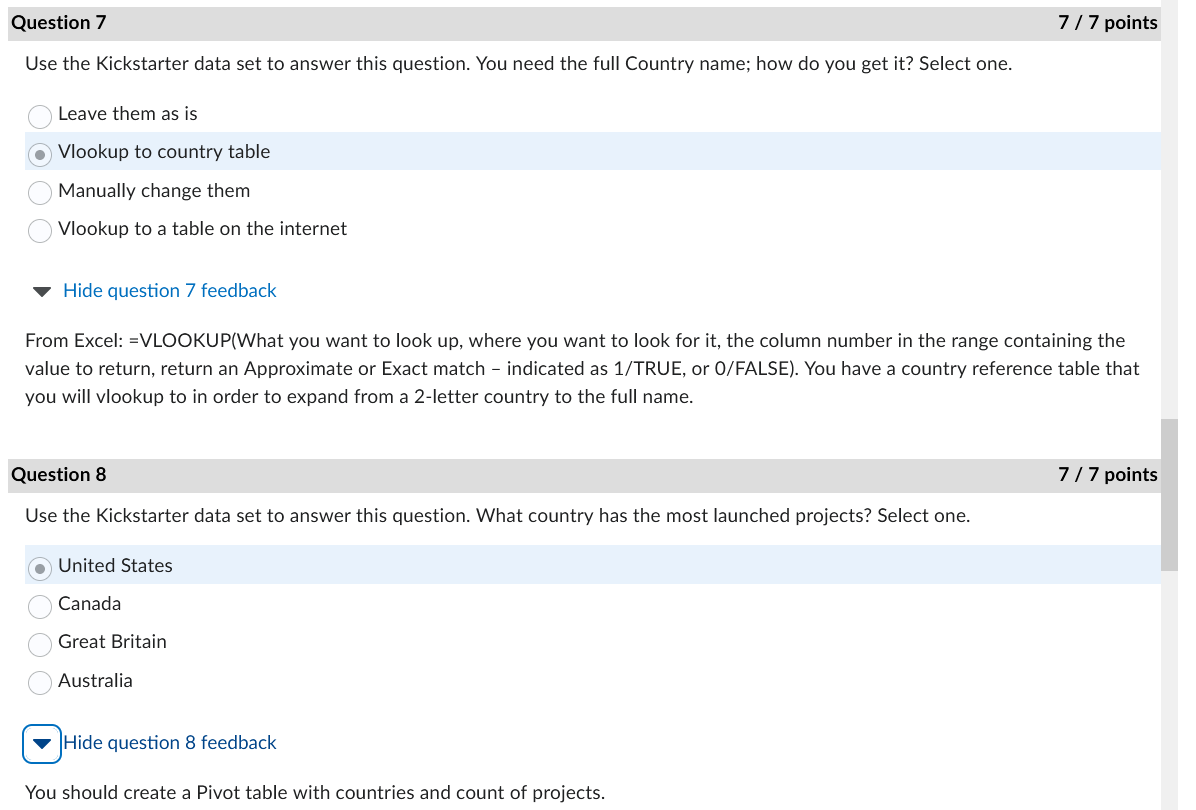 Question 7
7 / 7 points
Use the Kickstarter data set to answer this question. You need the full Country name; how do you get it? Select one.
Leave them as is
Vlookup to country table
Manually change them
Vlookup to a table on the internet
Hide question 7 feedback
From Excel: =VLOOKUP(What you want to look up, where you want to look for it, the column number in the range containing the
value to return, return an Approximate or Exact match – indicated as 1/TRUE, or 0/FALSE). You have a country reference table that
you will vlookup to in order to expand from a 2-letter country to the full name.
Question 8
7 / 7 points
Use the Kickstarter data set to answer this question. What country has the most launched projects? Select one.
United States
Canada
Great Britain
Australia
Hide question 8 feedback
You should create a Pivot table with countries and count of projects.